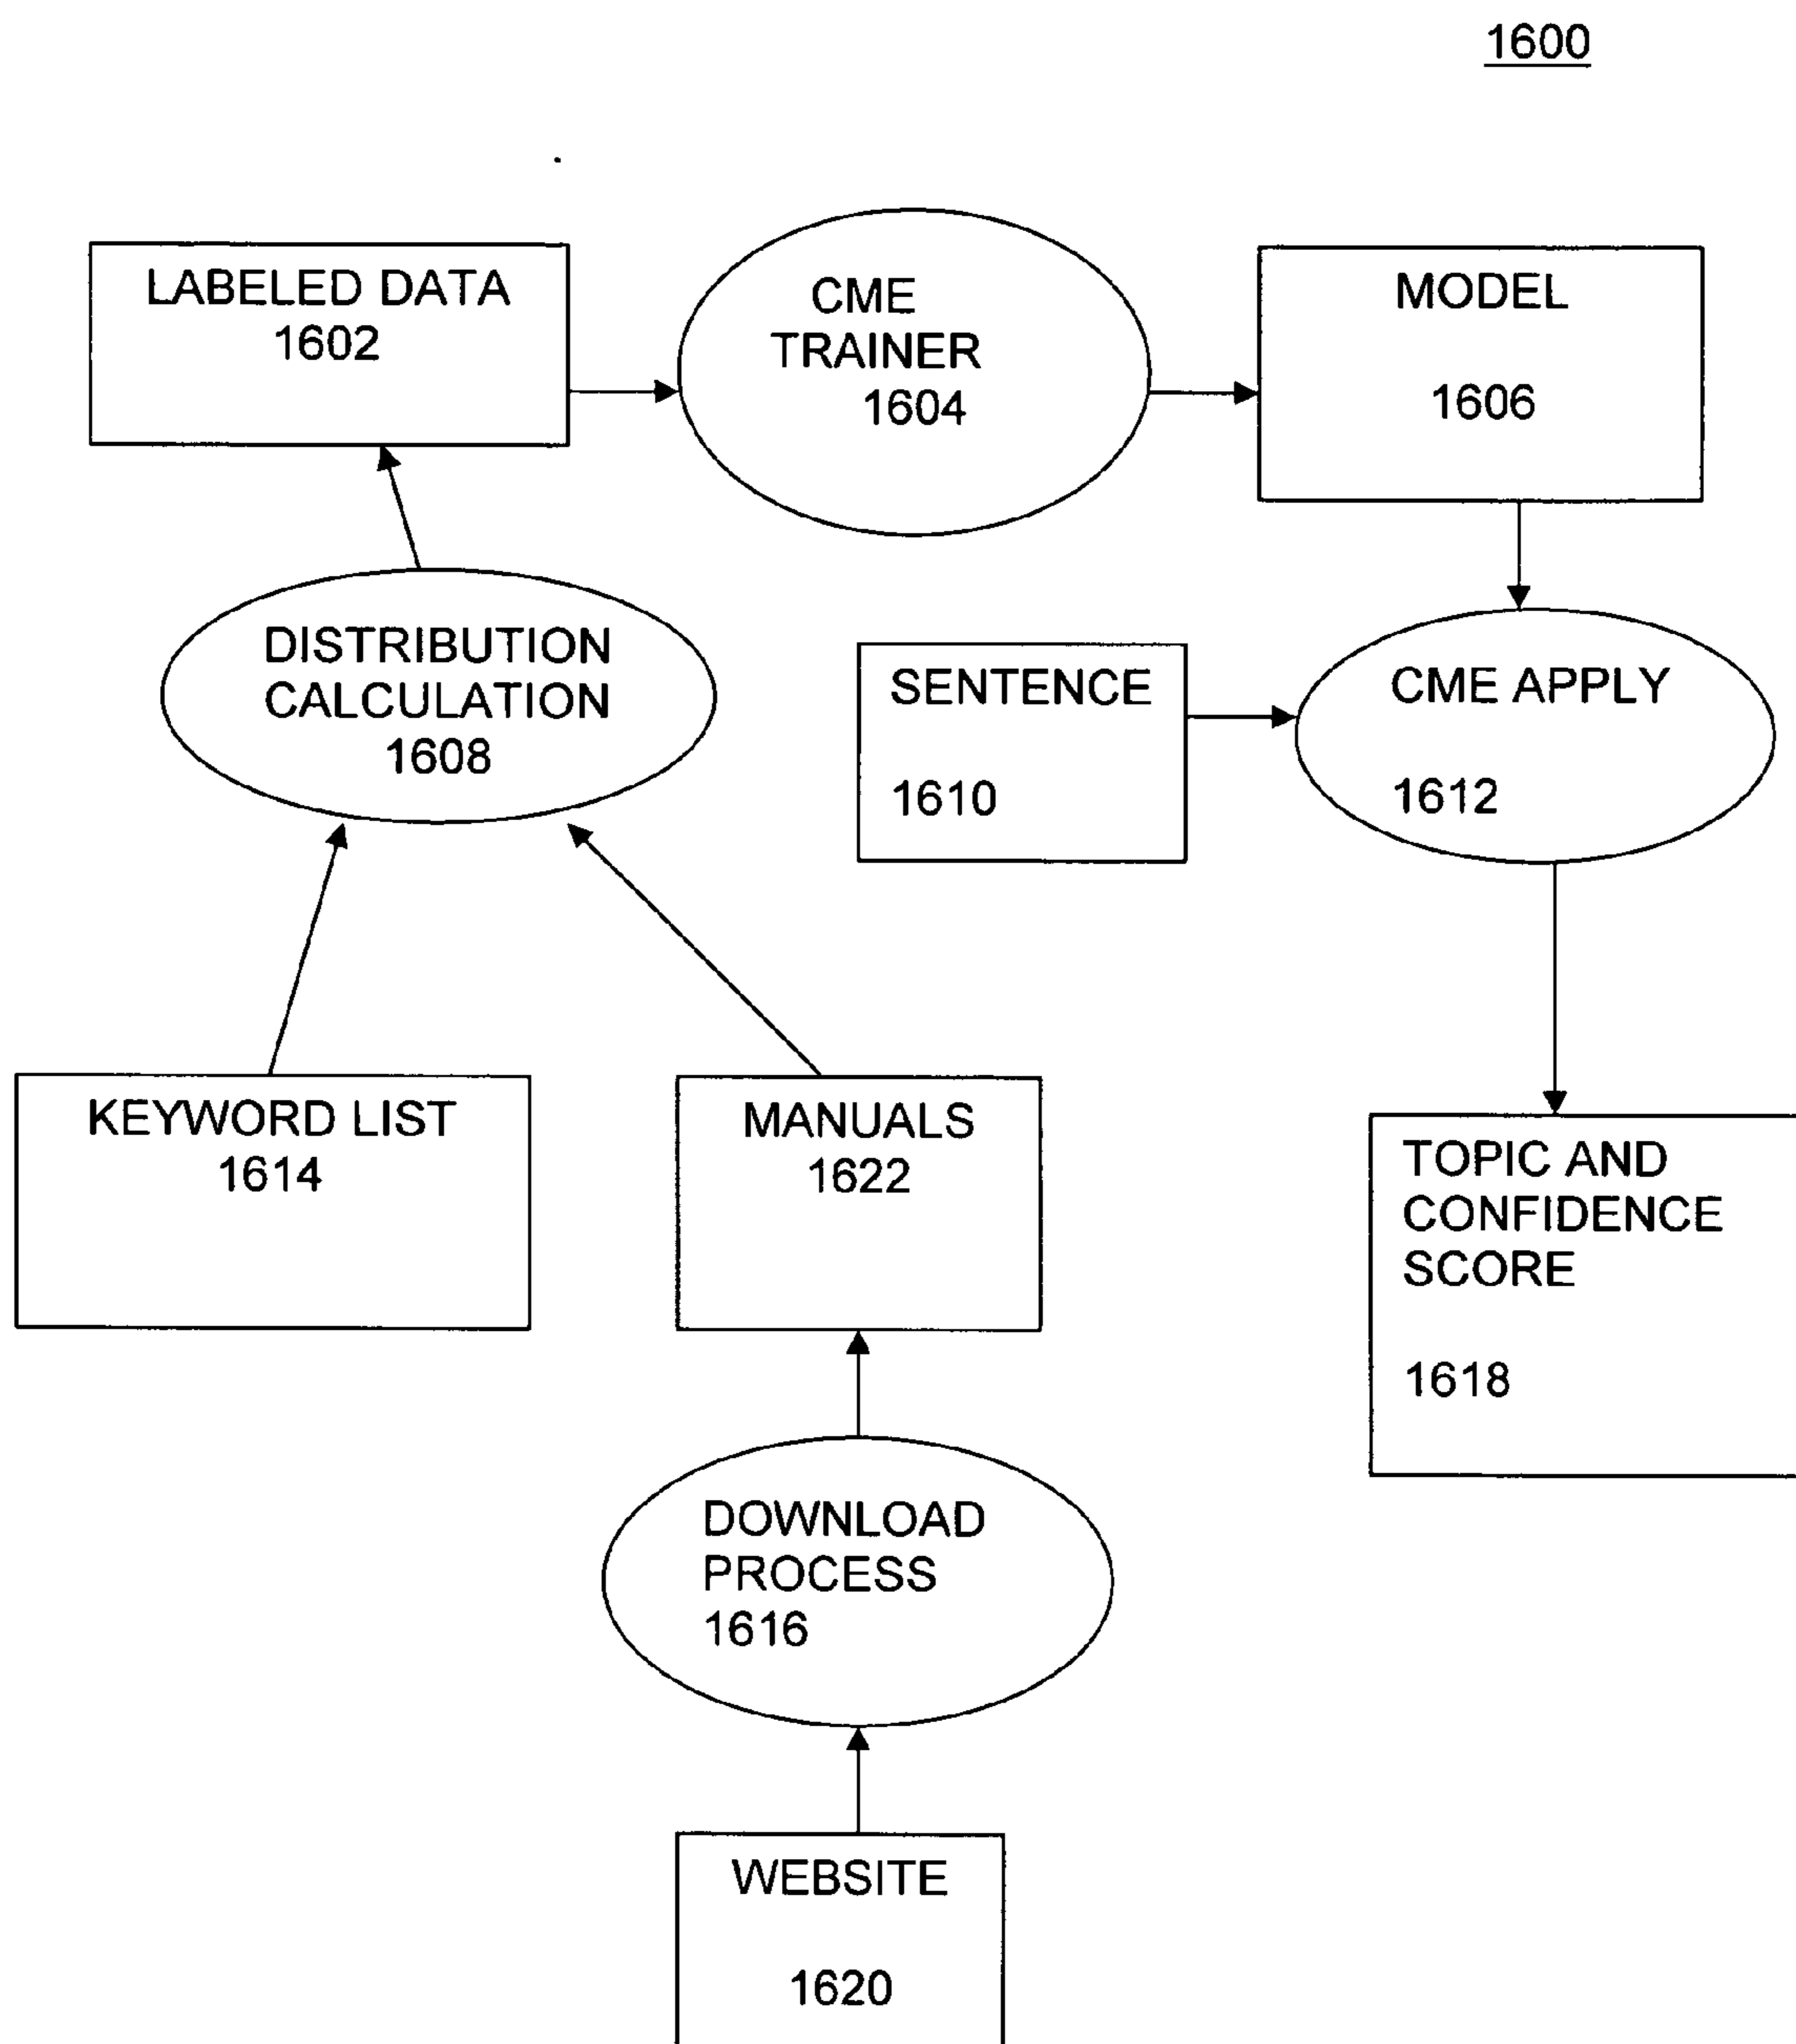 1600
LABELED DATA
1602
CME
TRAINER
1604
MODEL
1606
DISTRIBUTION
CALCULATION
1608
SENTENCE
1610
CME APPLY
1612
KEYWORD LIST
1614
MANUALS
1622
TOPIC AND
CONFIDENCE
SCORE
1618
DOWNLOAD
PROCESS
1616
WEBSITE
1620